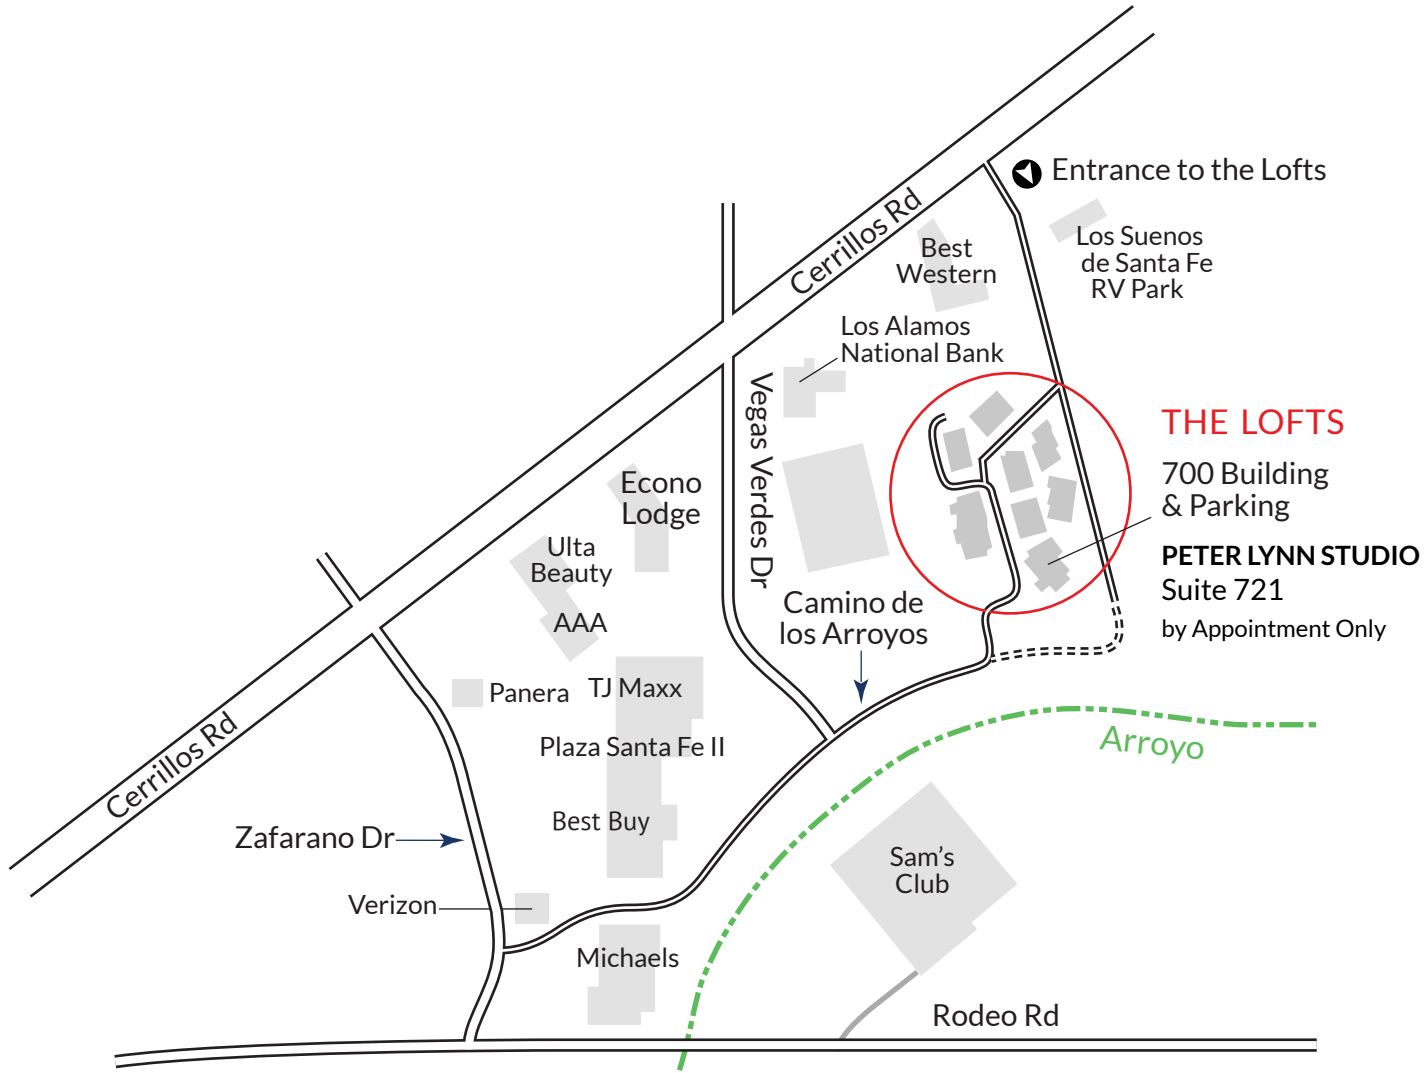 Entrance to the Lofts
Cerrillos Rd
Best
Western
Los Suenos
de Santa Fe
RV Park
Los Alamos
National Bank
Vegas Verdes Dr
THE LOFTS
700 Building
& Parking
PETER LYNN STUDIO
Suite 721
by Appointment Only
Econo
Lodge
Ulta
Beauty
AAA
Camino de
los Arroyos
Panera
TJ Maxx
Plaza Santa Fe II
Cerrillos Rd
Arroyo
Best Buy
Zafarano Dr
Sam's
Club
Verizon
Michaels
Rodeo Rd